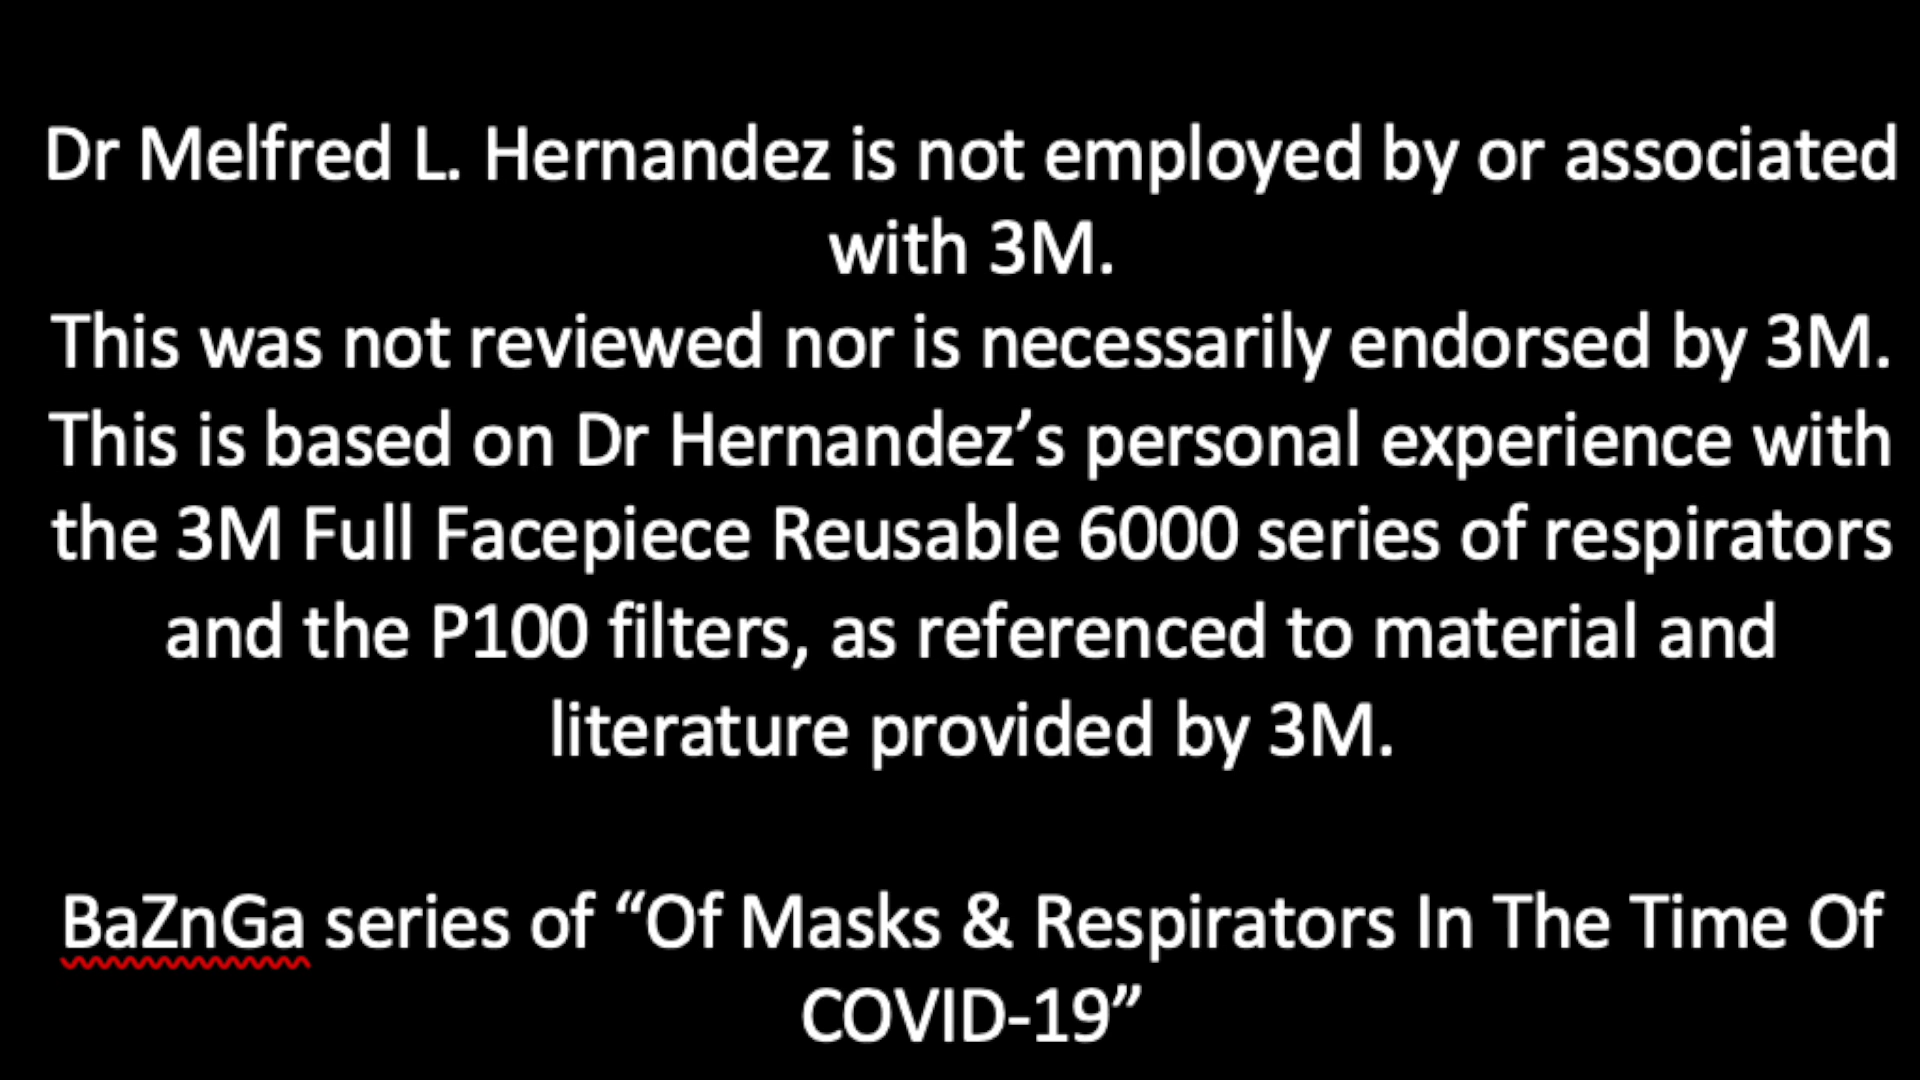 Dr Melfred L. Hernandez is not employed by or associated
with 3M.
This was not reviewed nor is necessarily endorsed by 3M.
This is based on Dr Hernandez’s personal experience with
the 3M Full Facepiece Reusable 6000 series of respirators
and the P100 filters, as referenced to material and
literature provided by 3M.
BaZnGa series of “Of Masks & Respirators In The Time Of
COVID-19”